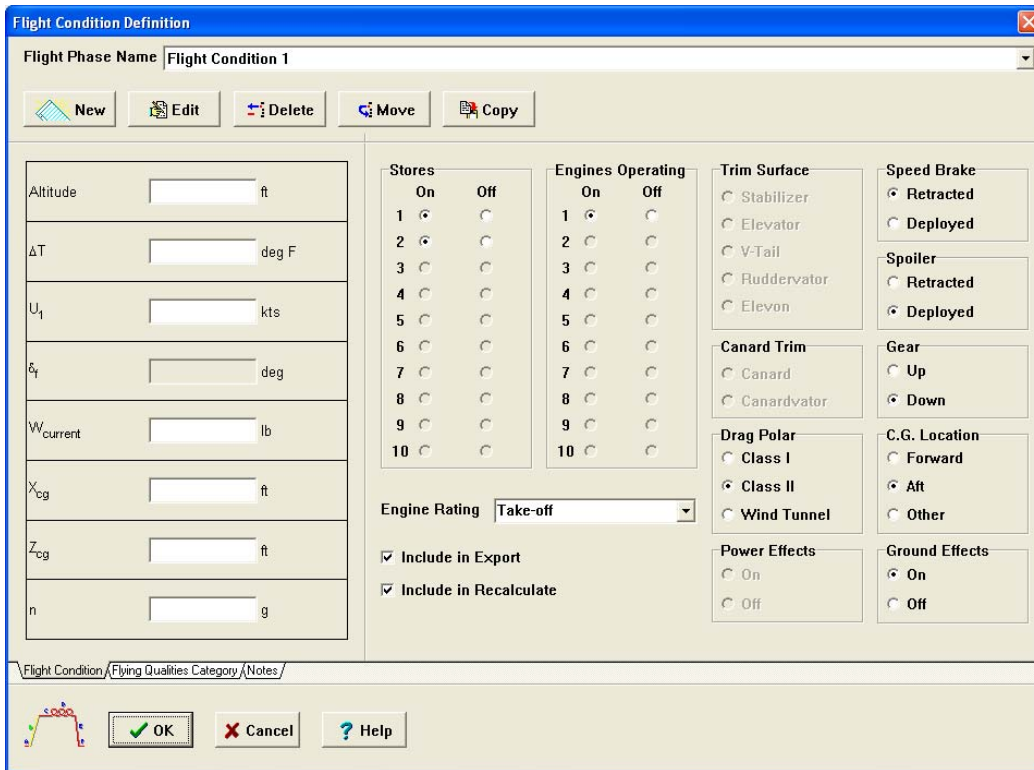 Flight Condition Definition
Flight Phase Name Flight Condition 1
New Edit Delete Move Copy
Altitude ft
ΔT deg F
U1 kts
δf deg
Wcurrent lb
Xcg ft
Zcg ft
n g
Stores
On Off
1
2
3
4
5
6
7
8
9
10
Engines Operating
On Off
1
2
3
4
5
6
7
8
9
10
Engine Rating Take-off
Include in Export
Include in Recalculate
Trim Surface
Stabilizer
Elevator
V-Tail
Ruddervator
Elevon
Canard Trim
Canard
Canardvator
Drag Polar
Class I
Class II
Wind Tunnel
Power Effects
On
Off
Speed Brake
Retracted
Deployed
Spoiler
Retracted
Deployed
Gear
Up
Down
C.G. Location
Forward
Aft
Other
Ground Effects
On
Off
Flight Condition Flying Qualities Category Notes
OK Cancel Help